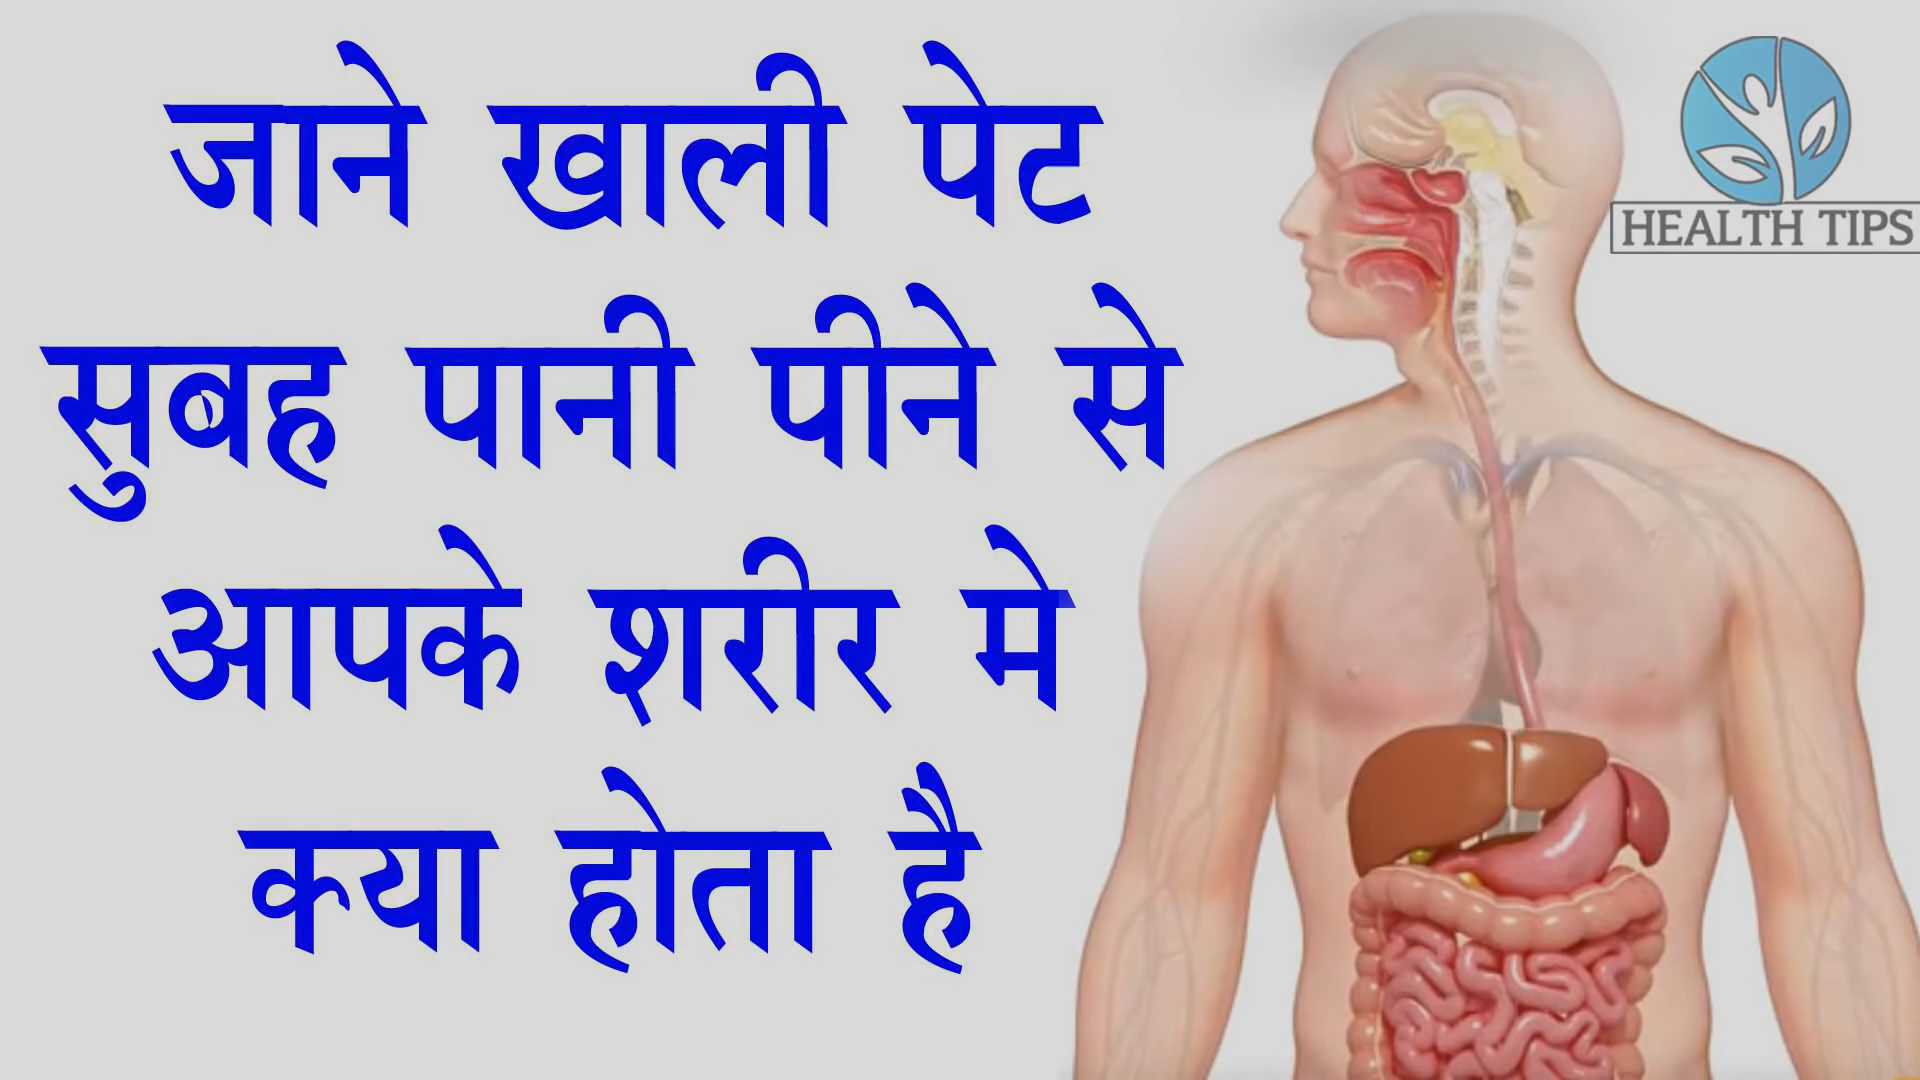 जाने खाली पेट
सुबह पानी पीने से
आपके शरीर मे
क्या होता है
HEALTH TIPS